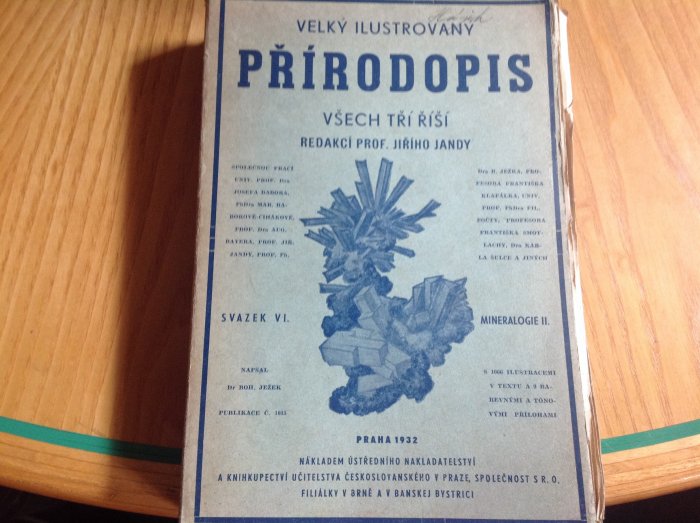 VELKÝ ILUSTROVANÝ
PŘÍRODOPIS
VŠECH TŘÍ ŘÍŠÍ
REDAKCÍ PROF. JIŘÍHO JANDY
SPOLEČNOU PRACÍ
UNIV. PROF. Dra
JOSEFA BABORA,
PhDra MAR. BA-
BOROVÉ-ČIHÁKOVÉ,
PROF. Dra AUG.
BAYERA, PROF. JIŘ.
JANDY, PROF. Ph.
Dra B. JEŽKA, PRO-
FESORA FRANTIŠKA
KLAPÁLKA, UNIV.
PROF. PhDra FIL.
POČTY, PROFESORA
FRANTIŠKA SMOT-
LACHY, Dra KAR-
LA ŠULCE A JINÝCH
SVAZEK VI.
MINERALOGIE II.
NAPSAL
Dr BOH. JEŽEK
PUBLIKACE Č.
S 1066 ILUSTRACEMI
V TEXTU A 9 BA-
REVNÝMI A TÓNO-
VÝMI PŘÍLOHAMI
PRAHA 1932
NÁKLADEM ÚSTŘEDNÍHO NAKLADATELSTVÍ
A KNIHKUPECTVÍ UČITELSTVA ČESKOSLOVANSKÉHO V PRAZE, SPOLEČNOST S R. O.
FILIÁLKY V BRNĚ A V BANSKEJ BYSTRICI